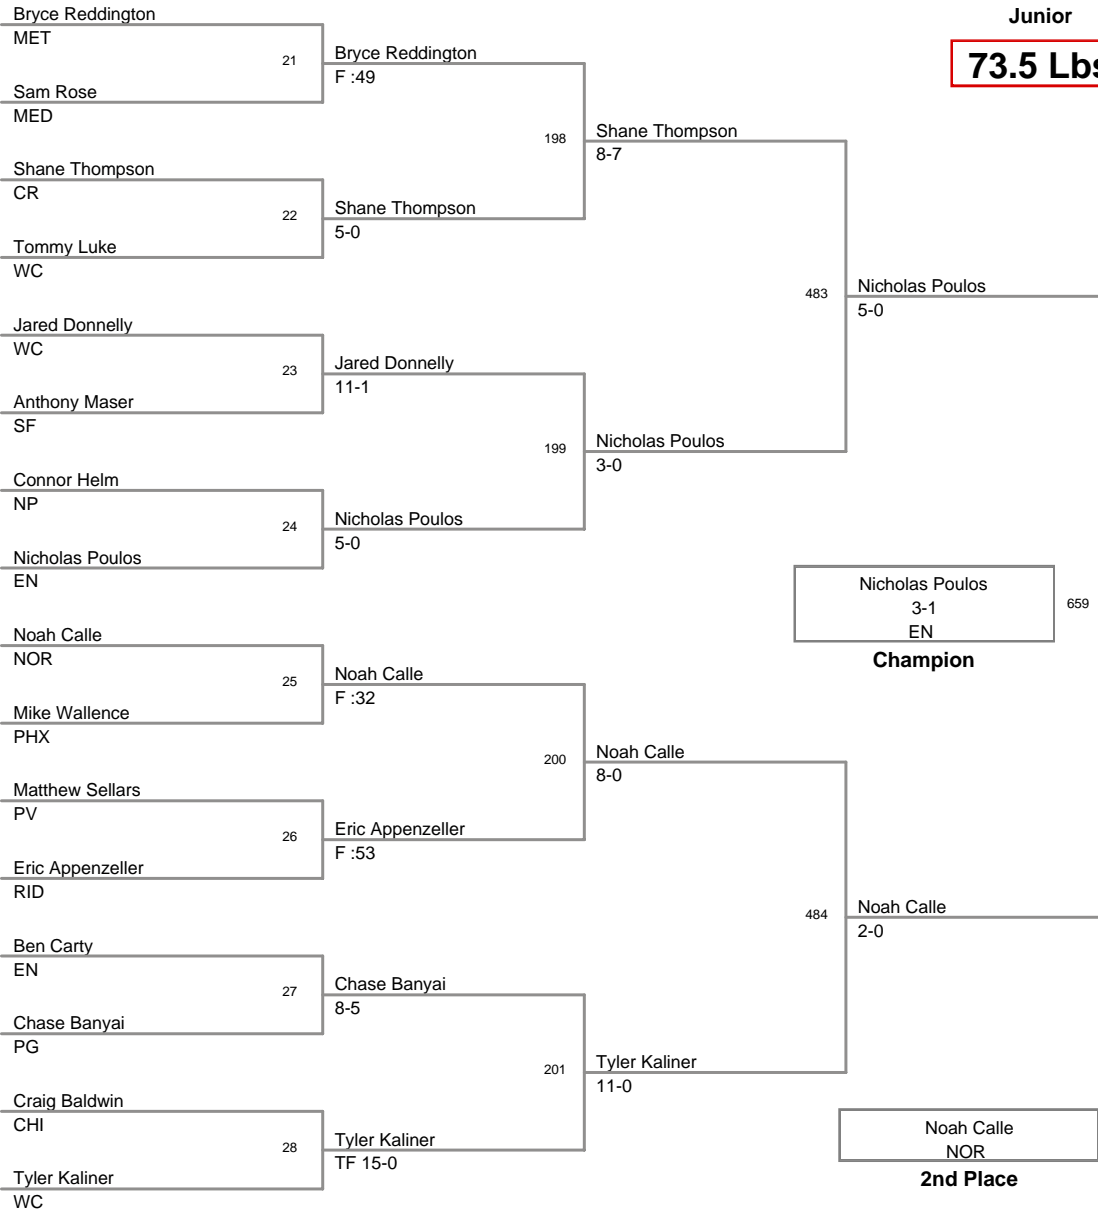 Junior
73.5 Lbs
Bryce Reddington
MET
21
Sam Rose
MED
Shane Thompson
CR
22
Tommy Luke
WC
Jared Donnelly
WC
23
Anthony Maser
SF
Connor Helm
NP
24
Nicholas Poulos
EN
Noah Calle
NOR
25
Mike Wallence
PHX
Matthew Sellars
PV
26
Eric Appenzeller
RID
Ben Carty
EN
27
Chase Banyai
PG
Craig Baldwin
CHI
28
Tyler Kaliner
WC
Bryce Reddington
F :49
198
Shane Thompson
5-0
Jared Donnelly
11-1
199
Nicholas Poulos
5-0
Noah Calle
F :32
200
Eric Appenzeller
F :53
Chase Banyai
8-5
201
Tyler Kaliner
TF 15-0
Shane Thompson
8-7
483
Nicholas Poulos
3-0
Noah Calle
8-0
484
Tyler Kaliner
11-0
Nicholas Poulos
5-0
Nicholas Poulos
3-1
EN
659
Champion
Noah Calle
2-0
Noah Calle
NOR
2nd Place